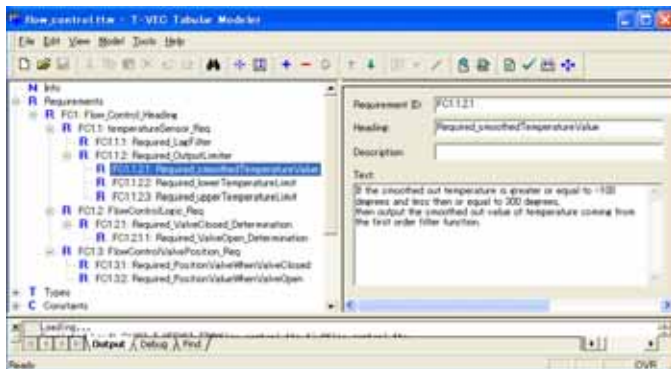 flow_control.ttm - T-VEC Tabular Modeler
File Edit View Model Tools Help
N Info
R Requirements
R FC1: Flow_Control_Heading
R FC1.1: temperatureSensor_Req
R FC1.1.1: Required_LagFilter
R FC1.1.2: Required_OutputLimiter
R FC1.1.2.1: Required_smoothedTemperatureValue
R FC1.1.2.2: Required_lowerTemperatureLimit
R FC1.1.2.3: Required_upperTemperatureLimit
R FC1.2: FlowControlLogic_Req
R FC1.2.1: Required_ValveClosed_Determination
R FC1.2.1.1: Required_ValveOpen_Determination
R FC1.3: FlowControlValvePosition_Req
R FC1.3.1: Required_PositionValveWhenValveClosed
R FC1.3.2: Required_PositionValveWhenValveOpen
T Types
C Constants
Requirement ID: FC1.1.2.1
Heading: Required_smoothedTemperatureValue
Description:
Text:
If the smoothed out temperature is greater or equal to -100
degrees and less then or equal to 300 degrees,
then output the smoothed out value of temperature coming from
the first order filter function.
Loading...
Output Debug Find
Ready
OVR